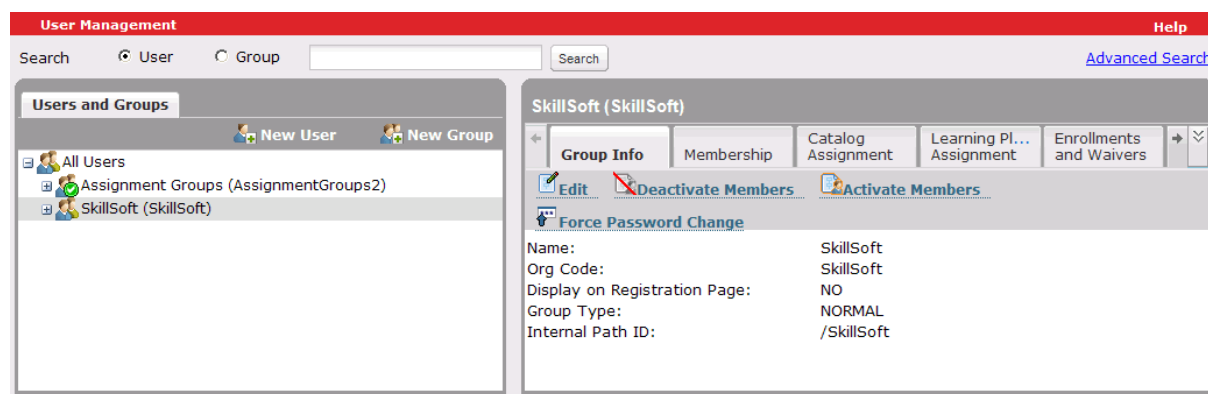 User Management Help
Search User Group Search Advanced Search
Users and Groups
New User New Group
All Users
Assignment Groups (AssignmentGroups2)
SkillSoft (SkillSoft)
SkillSoft (SkillSoft)
Group Info Membership Catalog Assignment Learning Pl... Assignment Enrollments and Waivers
Edit Deactivate Members Activate Members
Force Password Change
Name: SkillSoft
Org Code: SkillSoft
Display on Registration Page: NO
Group Type: NORMAL
Internal Path ID: /SkillSoft